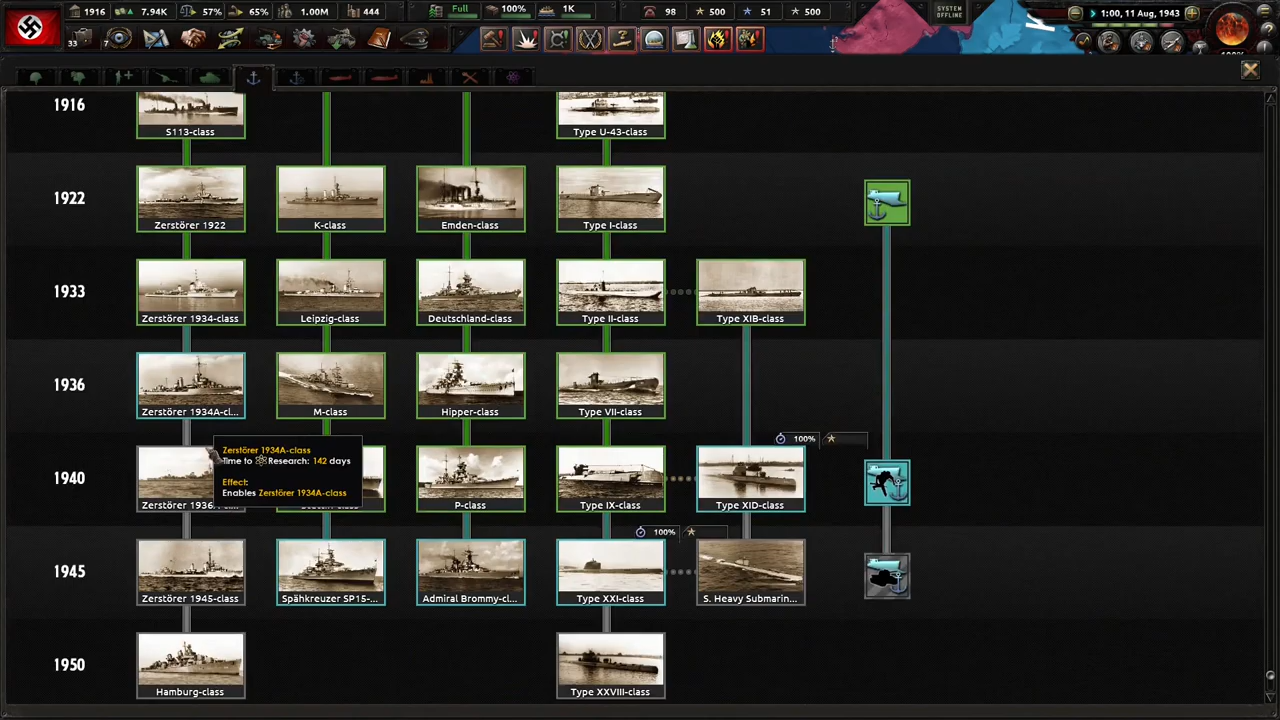 1916
7.94K
57%
65%
1.00M
444
Full
100%
1K
98
500
51
500
SYSTEM
OFFLINE
1:00, 11 Aug, 1943
33
7
1916
S113-class
Type U-43-class
1922
Zerstörer 1922
K-class
Emden-class
Type I-class
1933
Zerstörer 1934-class
Leipzig-class
Deutschland-class
Type II-class
Type XIB-class
1936
Zerstörer 1934A-cl...
M-class
Hipper-class
Type VII-class
Zerstörer 1934A-class
Time to Research: 142 days
Effect:
Enables Zerstörer 1934A-class
100%
1940
P-class
Type IX-class
Type XID-class
100%
1945
Zerstörer 1945-class
Spähkreuzer SP15-...
Admiral Brommy-cl...
Type XXI-class
S. Heavy Submarin...
1950
Hamburg-class
Type XXVIII-class